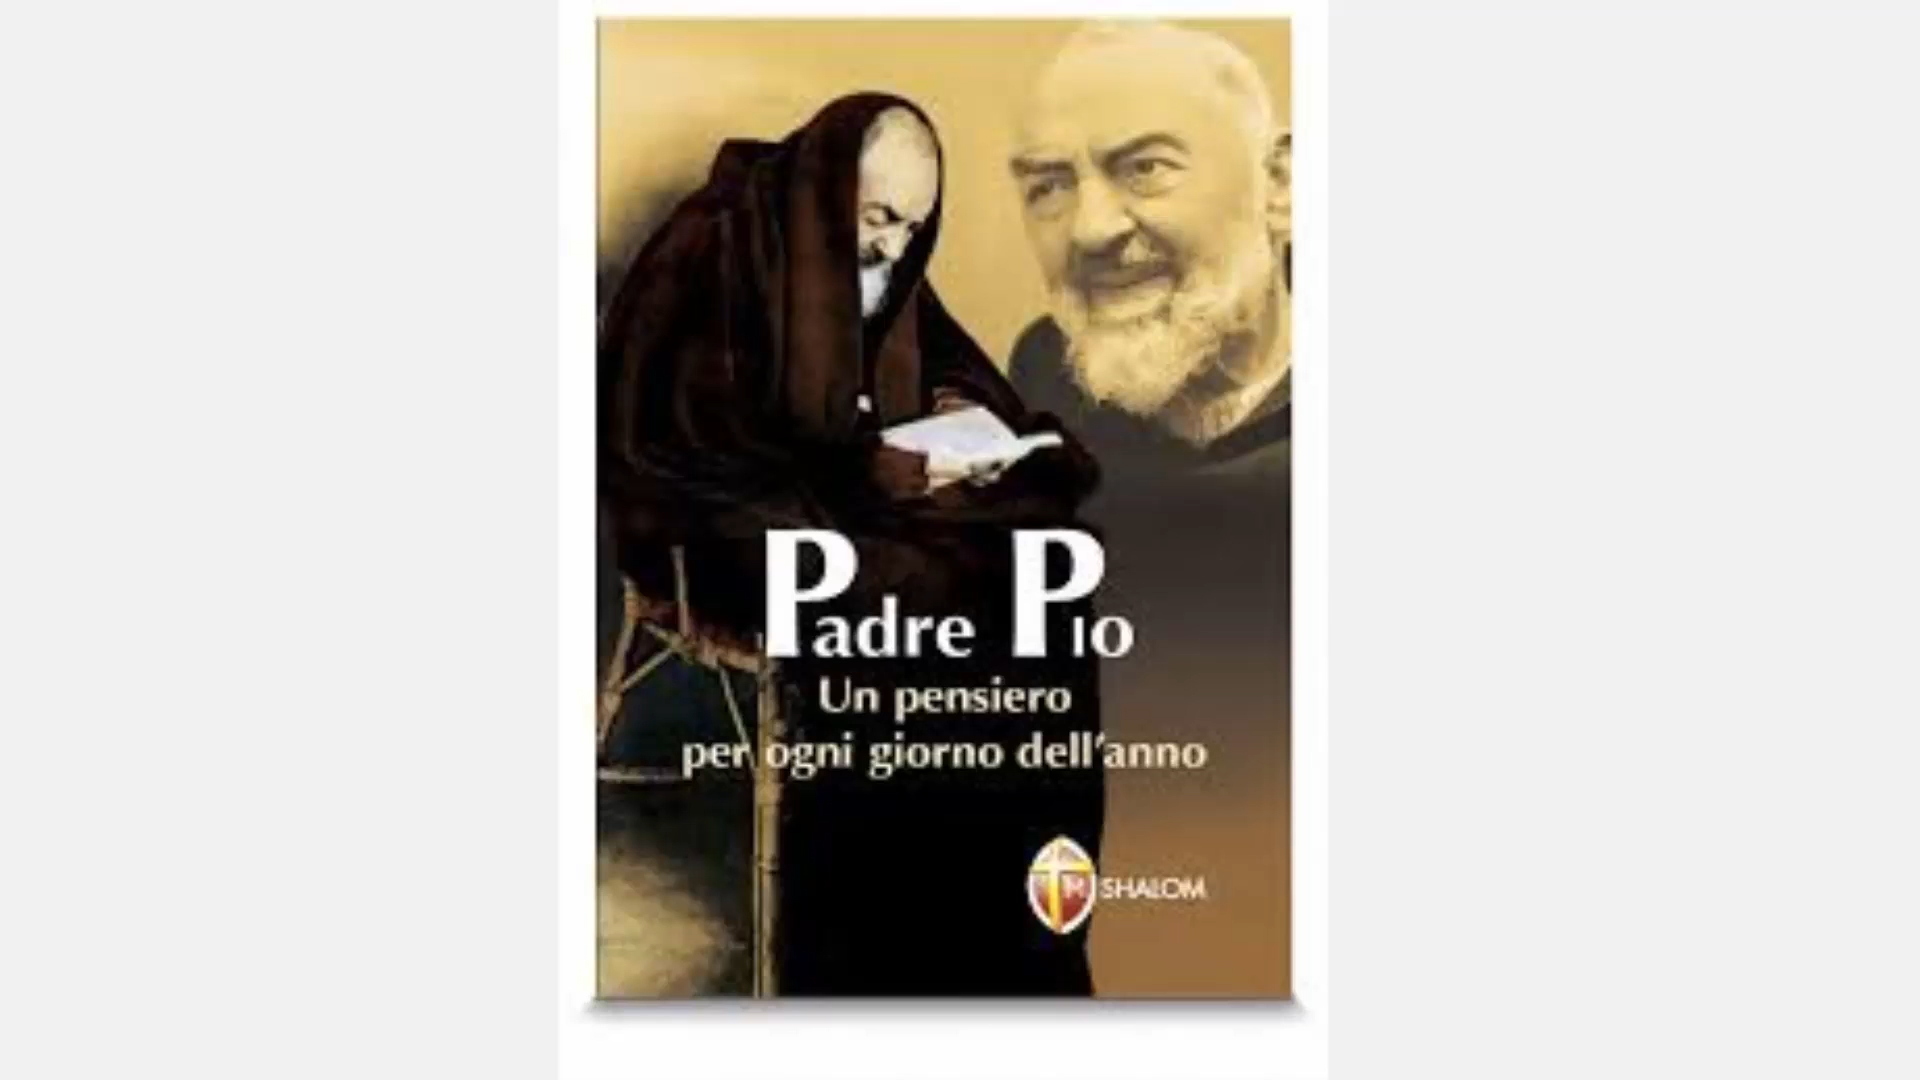 Padre Pio
Un pensiero
per ogni giorno dell'anno
SHALOM